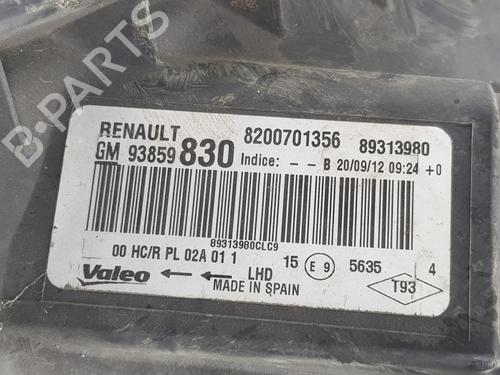 B-PARTS
RENAULT 8200701356 89313980
GM 93859 830 Indice: - - B 20/09/12 09:24 +0
89313980CLC9
00 HC/R PL 02A 01 1 15 E 9 5635 4
Valeo ← ← LHD T93
MADE IN SPAIN